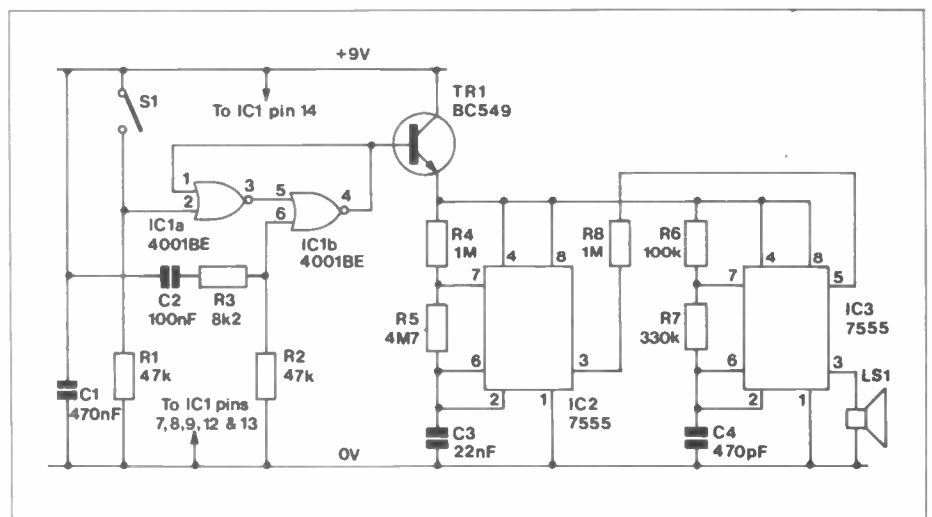 +9V
S1
To IC1 pin 14
TR1
BC549
1
2
3
5
6
4
IC1a
4001BE
IC1b
4001BE
C2
100nF
R3
8k2
R1
47k
R2
47k
C1
470nF
To IC1 pins
7,8,9,12 & 13
0V
R4
1M
R5
4M7
C3
22nF
7
6
2
4
8
3
1
IC2
7555
R8
1M
R6
100k
R7
330k
C4
470pF
7
6
2
4
8
5
3
1
IC3
7555
LS1